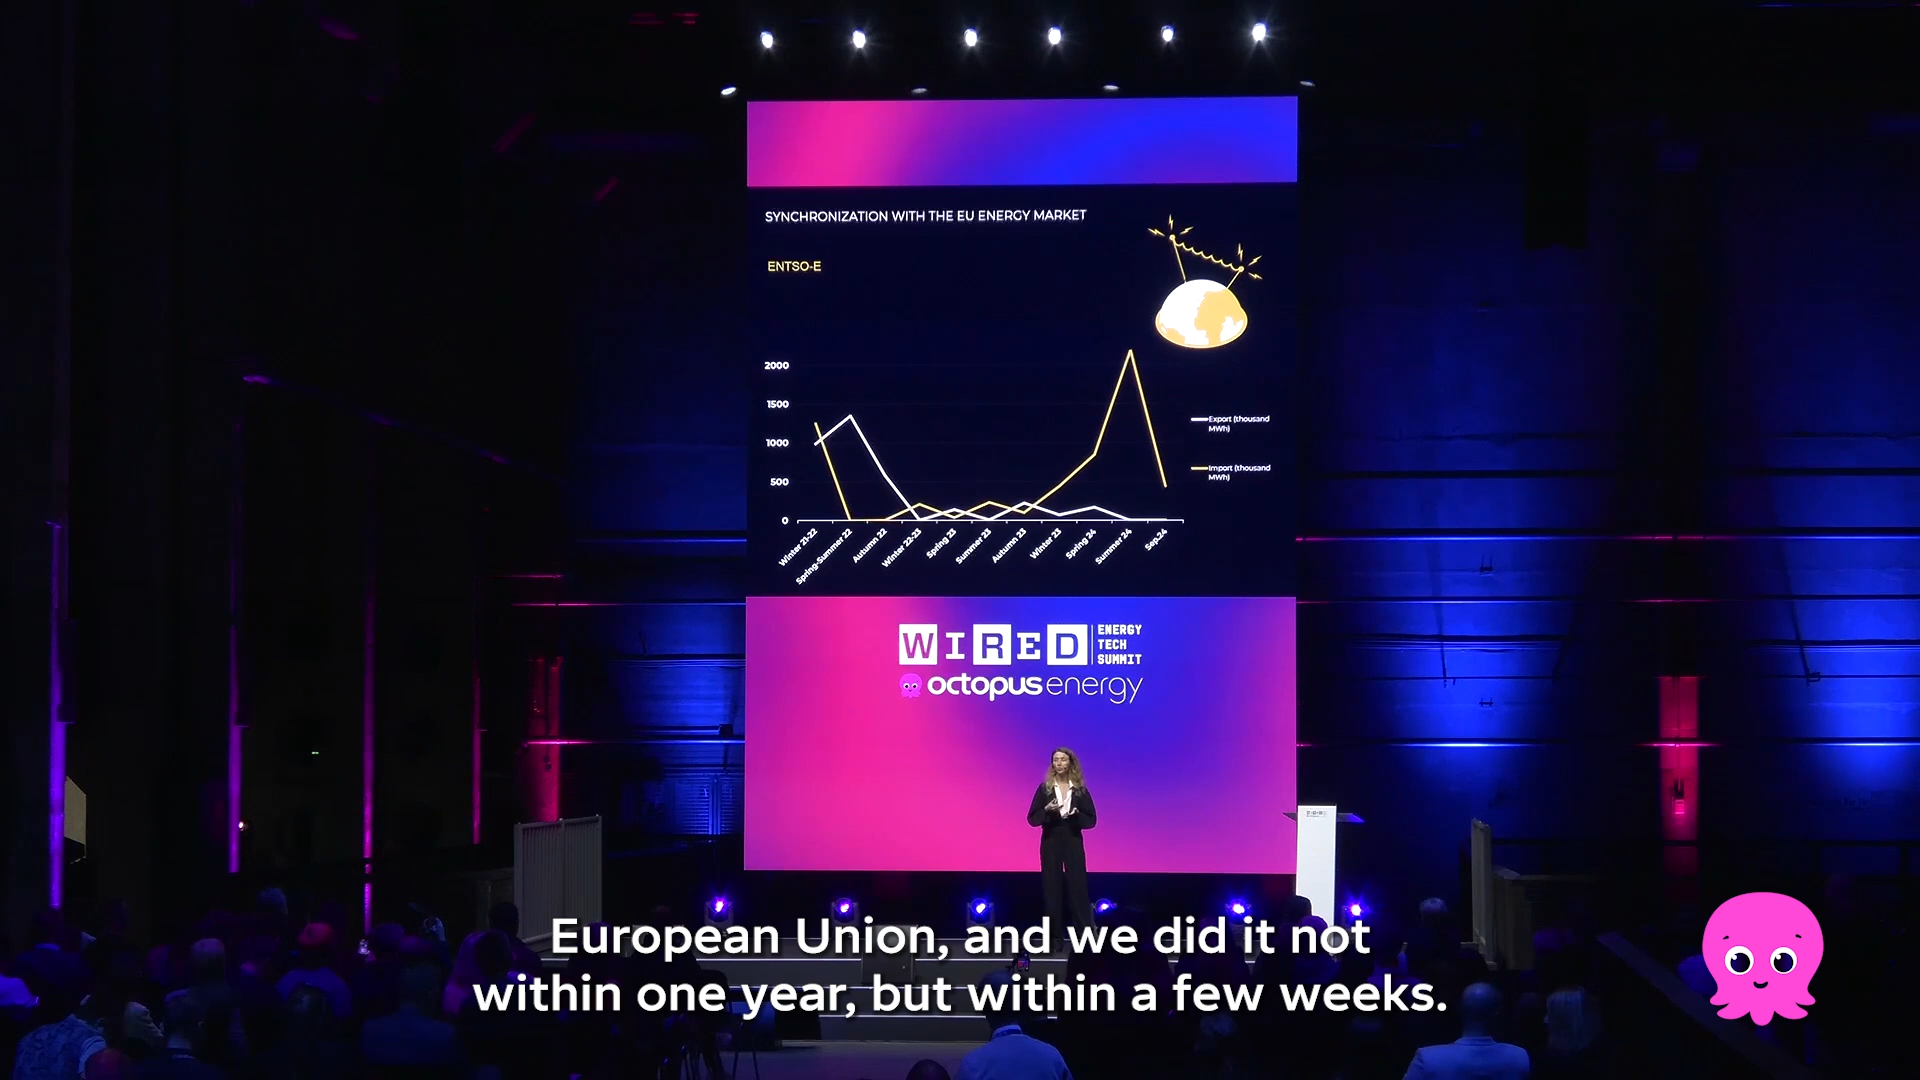 SYNCHRONIZATION WITH THE EU ENERGY MARKET
ENTSO-E
2000
1500
1000
500
0
Export (thousand
MWh)
Import (thousand
MWh)
Winter 21-22
Spring-Summer 22
Autumn 22
Winter 22-23
Spring 23
Summer 23
Autumn 23
Winter 23
Spring 24
Summer 24
Sep.24
WIRED
ENERGY
TECH
SUMMIT
octopus energy
European Union, and we did it not
within one year, but within a few weeks.